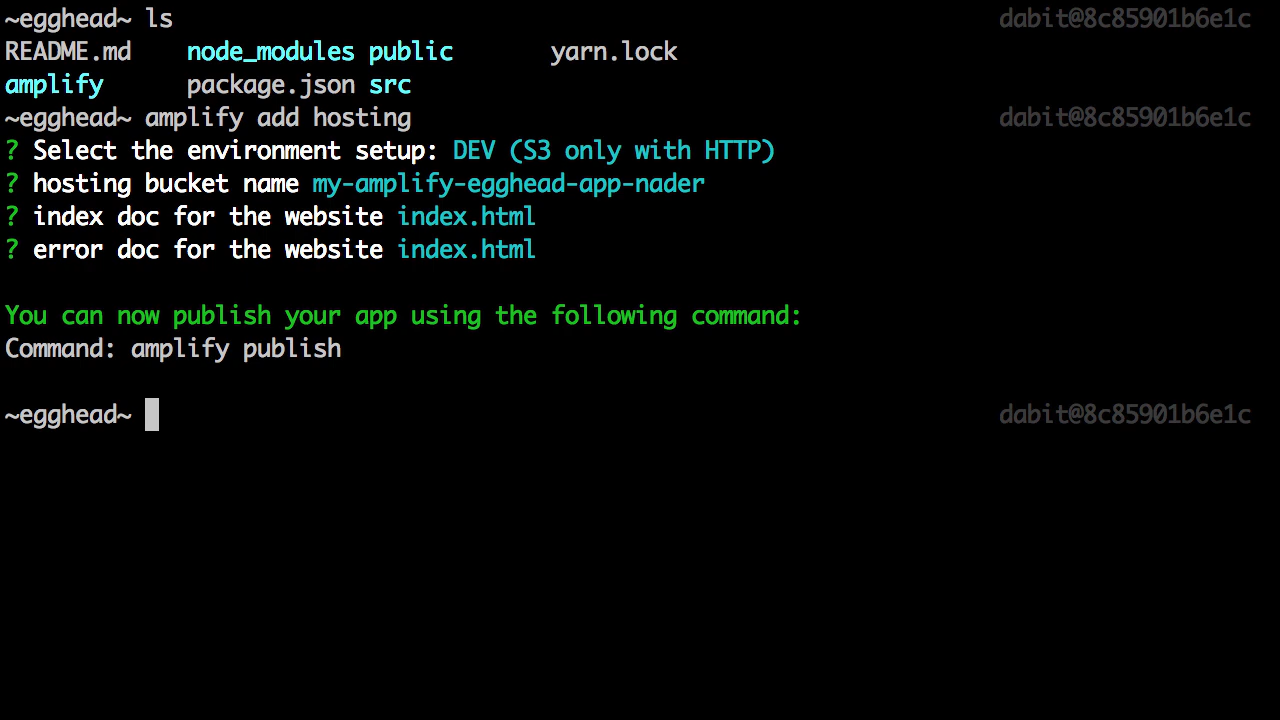 ~egghead~ ls dabit@8c85901b6e1c
README.md node_modules public yarn.lock
amplify package.json src
~egghead~ amplify add hosting dabit@8c85901b6e1c
? Select the environment setup: DEV (S3 only with HTTP)
? hosting bucket name my-amplify-egghead-app-nader
? index doc for the website index.html
? error doc for the website index.html
You can now publish your app using the following command:
Command: amplify publish
~egghead~ dabit@8c85901b6e1c